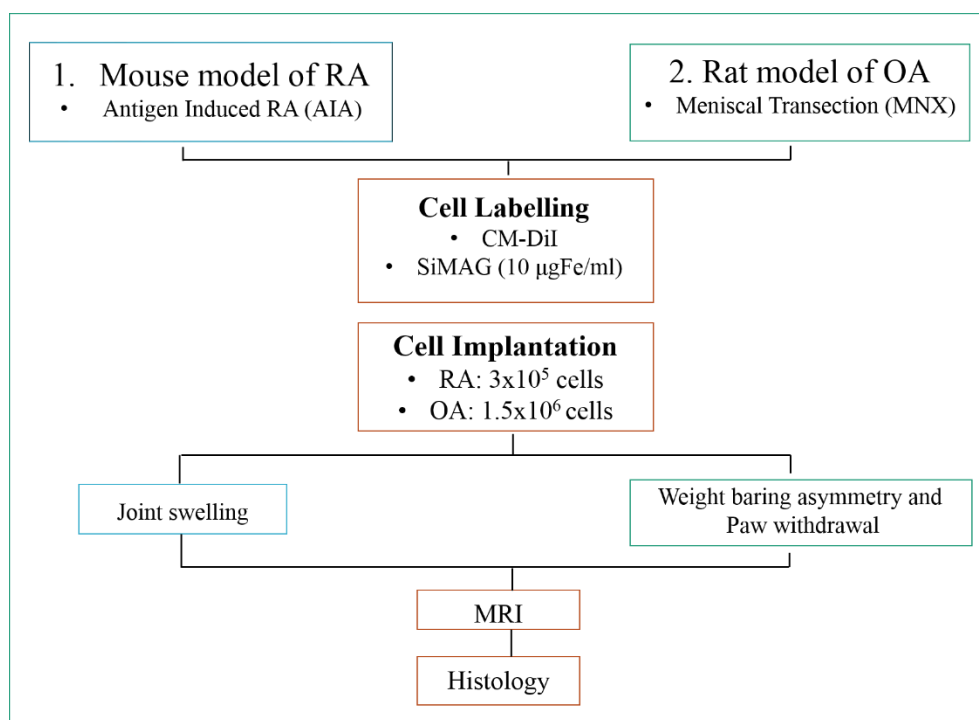 1. Mouse model of RA
• Antigen Induced RA (AIA)
2. Rat model of OA
• Meniscal Transection (MNX)
Cell Labelling
• CM-DiI
• SiMAG (10 µgFe/ml)
Cell Implantation
• RA: 3x10⁵ cells
• OA: 1.5x10⁶ cells
Joint swelling
Weight baring asymmetry and
Paw withdrawal
MRI
Histology